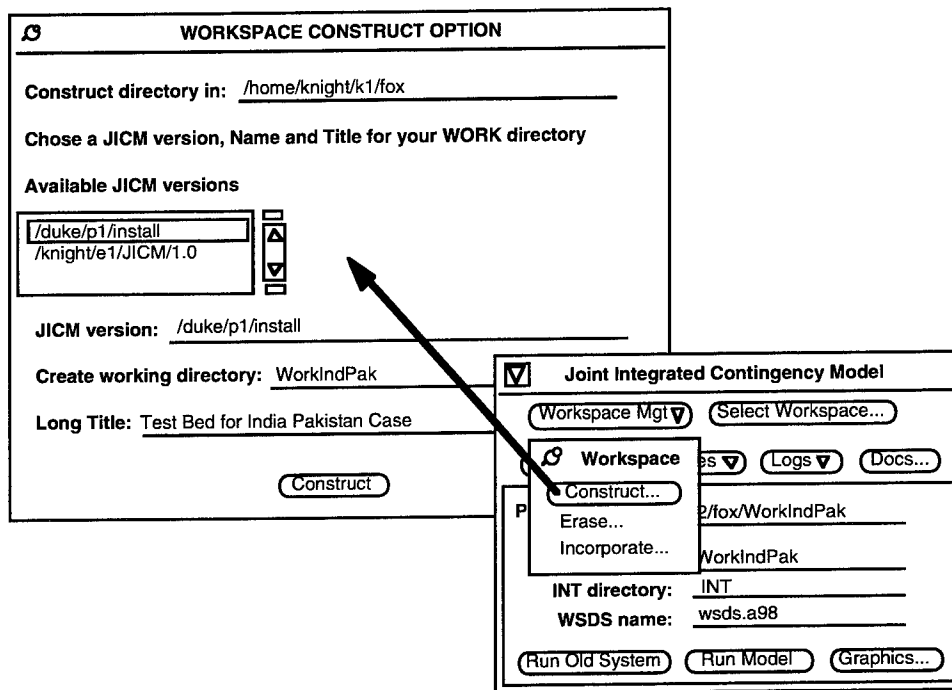 WORKSPACE CONSTRUCT OPTION
Construct directory in: /home/knight/k1/fox
Chose a JICM version, Name and Title for your WORK directory
Available JICM versions
/duke/p1/install
/knight/e1/JICM/1.0
JICM version: /duke/p1/install
Create working directory: WorkIndPak
Long Title: Test Bed for India Pakistan Case
Construct
Joint Integrated Contingency Model
Workspace Mgt Select Workspace...
Workspace
es Logs Docs...
Construct...
Erase...
Incorporate...
P 2/fox/WorkIndPak
WorkIndPak
INT directory: INT
WSDS name: wsds.a98
Run Old System Run Model Graphics...